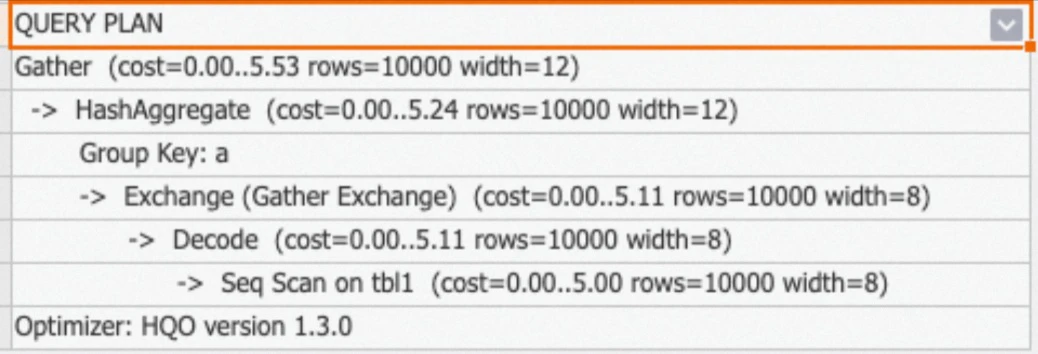 QUERY PLAN
Gather  (cost=0.00..5.53 rows=10000 width=12)
-> HashAggregate  (cost=0.00..5.24 rows=10000 width=12)
Group Key: a
-> Exchange (Gather Exchange)  (cost=0.00..5.11 rows=10000 width=8)
-> Decode  (cost=0.00..5.11 rows=10000 width=8)
-> Seq Scan on tbl1  (cost=0.00..5.00 rows=10000 width=8)
Optimizer: HQO version 1.3.0